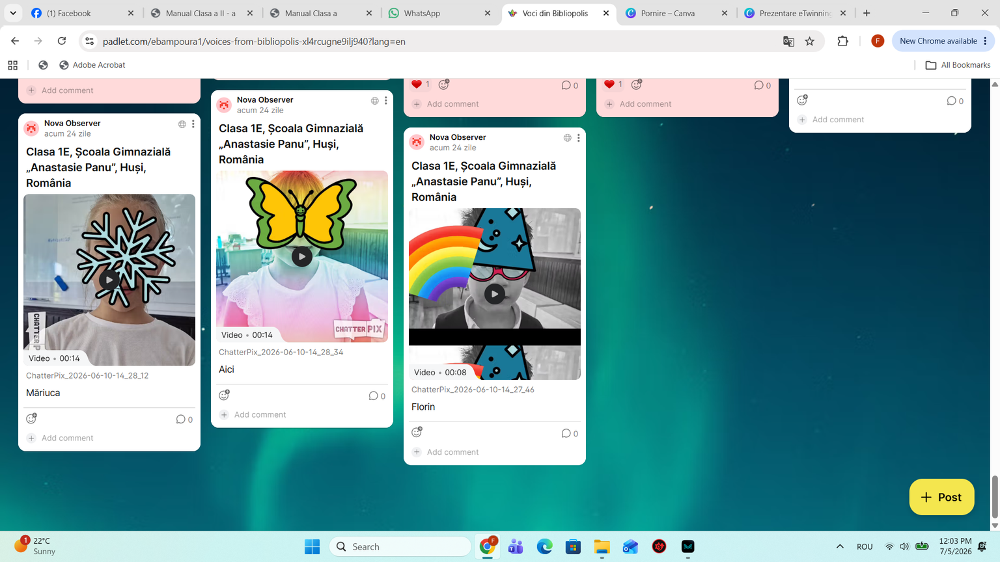 (1) Facebook
Manual Clasa a II - a
Manual Clasa a
WhatsApp
Voci din Bibliopolis
Pornire – Canva
Prezentare eTwinning
padlet.com/ebampoura1/voices-from-bibliopolis-xl4rcugne9ilj940?lang=en
F
New Chrome available
Adobe Acrobat
All Bookmarks
Add comment
Nova Observer
acum 24 zile
Clasa 1E, Școala Gimnazială
„Anastasie Panu”, Huși,
România
CHATTERP
Video • 00:14
ChatterPix_2026-06-10-14_28_12
Măriuca
0
Add comment
Nova Observer
acum 24 zile
Clasa 1E, Școala Gimnazială
„Anastasie Panu”, Huși,
România
CHATTERPIX
Video • 00:14
ChatterPix_2026-06-10-14_28_34
Aici
0
Add comment
1
0
Add comment
Nova Observer
acum 24 zile
Clasa 1E, Școala Gimnazială
„Anastasie Panu”, Huși,
România
Video • 00:08
ChatterPix_2026-06-10-14_27_46
Florin
0
Add comment
1
0
Add comment
0
Add comment
+ Post
1
22°C
Sunny
Search
F
ROU
12:03 PM
7/5/2026